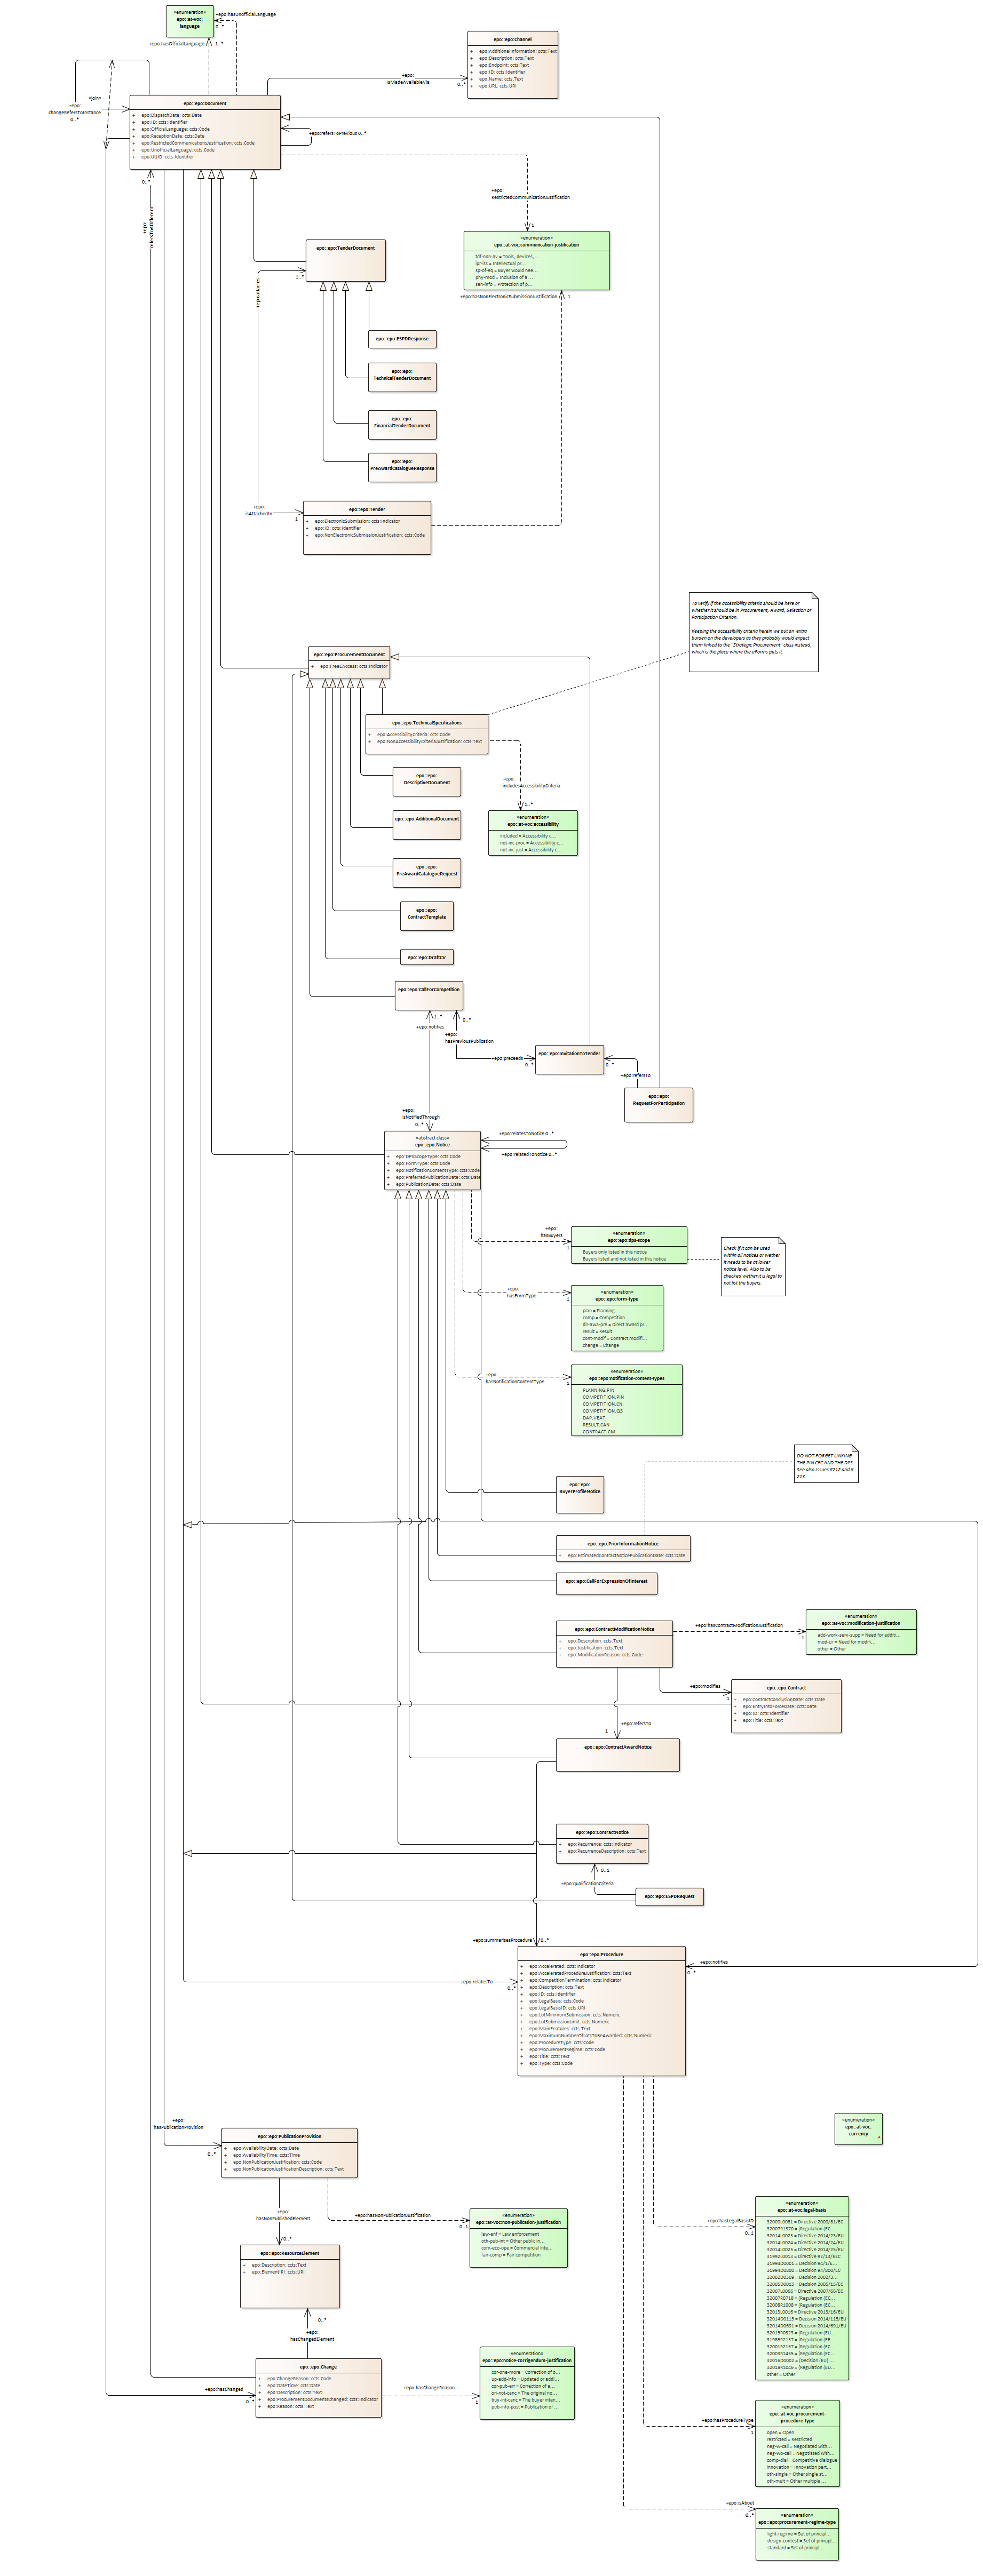 «enumeration»
epo::at-voc:
language
+epo:hasUnofficialLanguage
0..*
+epo:hasOfficialLanguage
1..*
epo::epo:Channel
+ epo:AdditionalInformation: ccts:Text
+ epo:Description: ccts:Text
+ epo:Endpoint: ccts:Text
+ epo:ID: ccts:Identifier
+ epo:Name: ccts:Text
+ epo:URL: ccts:URI
+epo:
isMadeAvailableVia
0..*
«join»
+epo:
changeRefersToInstance
0..*
epo::epo:Document
+ epo:DispatchDate: ccts:Date
+ epo:ID: ccts:Identifier
+ epo:OfficialLanguage: ccts:Code
+ epo:ReceptionDate: ccts:Date
+ epo:RestrictedCommunicationsJustification: ccts:Code
+ epo:UnofficialLanguage: ccts:Code
+ epo:UUID: ccts:Identifier
+epo:refersToPrevious 0..*
0..*
+epo:
refersToADifferent
+epo:
RestrictedCommunicationJustification
1
«enumeration»
epo::at-voc:communication-justification
tdf-non-av = Tools, devices,...
ipr-iss = Intellectual pr...
sp-of-eq = Buyer would nee...
phy-mod = Inclusion of a ...
sen-info = Protection of p...
+epo:hasNonElectronicSubmissionJustification
1
epo::epo:TenderDocument
1..*
+epo:attaches
epo::epo:ESPDResponse
epo::epo:
TechnicalTenderDocument
epo::epo:
FinancialTenderDocument
epo::epo:
PreAwardCatalogueResponse
+epo:
isAttachedIn
1
epo::epo:Tender
+ epo:ElectronicSubmission: ccts:Indicator
+ epo:ID: ccts:Identifier
+ epo:NonElectronicSubmissionJustification: ccts:Code
To verify if the accessibility criteria should be here or
whether it should be in Procurement, Award, Selection or
Participation Criterion.
Keeping the accessibility criteria herein we put an extra
burden on the developers as they probably would expect
them linked to the "Strategic Procurement" class instead,
which is the place where the eForms puts it.
epo::epo:ProcurementDocument
+ epo:FreeEAccess: ccts:Indicator
epo::epo:TechnicalSpecifications
+ epo:AccessibilityCriteria: ccts:Code
+ epo:NonAccessibilityCriteriaJustification: ccts:Text
+epo:
includesAccessibilityCriteria
1..*
«enumeration»
epo::at-voc:accessibility
included = Accessibility c...
not-inc-proc = Accessibility c...
not-inc-just = Accessibility c...
epo::epo:
DescriptiveDocument
epo::epo:AdditionalDocument
epo::epo:
PreAwardCatalogueRequest
epo::epo:
ContractTemplate
epo::epo:DraftCV
epo::epo:CallForCompetition
1..*
+epo:notifies
0..*
+epo:
hasPreviousPublication
+epo:preceeds
0..*
epo::epo:InvitationToTender
0..*
+epo:refersTo
epo::epo:
RequestForParticipation
+epo:
isNotifiedThrough
0..*
«abstract class»
epo::epo:Notice
+ epo:DPSScopeType: ccts:Code
+ epo:FormType: ccts:Code
+ epo:NotificationContentType: ccts:Code
+ epo:PreferredPublicationDate: ccts:Date
+ epo:PublicationDate: ccts:Date
+epo:relatesToNotice 0..*
+epo:relatedToNotice 0..*
+epo:
hasBuyers
1
«enumeration»
epo::epo:dps-scope
Buyers only listed in this notice
Buyers listed and not listed in this notice
Check if it can be used
within all notices or wether
it needs to be at lower
notice level. Also to be
checked wether it is legal to
not list the buyers.
+epo:
hasFormType
1
«enumeration»
epo::epo:form-type
plan = Planning
comp = Competition
dir-awa-pre = Direct award pr...
result = Result
cont-modif = Contract modifi...
change = Change
+epo:
hasNotificationContentType
1
«enumeration»
epo::epo:notification-content-types
PLANNING.PIN
COMPETITION.PIN
COMPETITION.CN
COMPETITION.QS
DAP.VEAT
RESULT.CAN
CONTRACT.CM
DO NOT FORGET LINKING
THE PIN CFC AND THE DPS.
See also issues #212 and #
213.
epo::epo:
BuyerProfileNotice
epo::epo:PriorInformationNotice
+ epo:EstimatedContractNoticePublicationDate: ccts:Date
epo::epo:CallForExpressionOfInterest
epo::epo:ContractModificationNotice
+ epo:Description: ccts:Text
+ epo:Justification: ccts:Text
+ epo:ModificationReason: ccts:Code
+epo:hasContractModificationJustification
1
«enumeration»
epo::at-voc:modification-justification
add-work-serv-supp = Need for additi...
mod-cir = Need for modifi...
other = Other
+epo:modifies
1
epo::epo:Contract
+ epo:ContractConclusionDate: ccts:Date
+ epo:EntryIntoForceDate: ccts:Date
+ epo:ID: ccts:Identifier
+ epo:Title: ccts:Text
+epo:refersTo
1
epo::epo:ContractAwardNotice
epo::epo:ContractNotice
+ epo:Recurrence: ccts:Indicator
+ epo:RecurrenceDescription: ccts:Text
0..1
+epo:qualificationCriteria
epo::epo:ESPDRequest
+epo:summarisesProcedure
0..*
epo::epo:Procedure
+ epo:Accelerated: ccts:Indicator
+ epo:AcceleratedProcedureJustification: ccts:Text
+ epo:CompetitionTermination: ccts:Indicator
+ epo:Description: ccts:Text
+ epo:ID: ccts:Identifier
+ epo:LegalBasis: ccts:Code
+ epo:LegalBasisID: ccts:URI
+ epo:LotMinimumSubmission: ccts:Numeric
+ epo:LotSubmissionLimit: ccts:Numeric
+ epo:MainFeatures: ccts:Text
+ epo:MaximumNumberOfLotsToBeAwarded: ccts:Numeric
+ epo:ProcedureType: ccts:Code
+ epo:ProcurementRegime: ccts:Code
+ epo:Title: ccts:Text
+ epo:Type: ccts:Code
+epo:notifies
0..*
+epo:relatesTo
0..*
«enumeration»
epo::at-voc:
currency
+epo:
hasPublicationProvision
0..*
epo::epo:PublicationProvision
+ epo:AvailabilityDate: ccts:Date
+ epo:AvailabilityTime: ccts:Time
+ epo:NonPublicationJustification: ccts:Code
+ epo:NonPublicationJustificationDescription: ccts:Text
+epo:
hasNonPublishedElement
0..*
+epo:hasNonPublicationJustification
0..1
«enumeration»
epo::at-voc:non-publication-justification
law-enf = Law enforcement
oth-pub-int = Other public in...
com-eco-ope = Commercial inte...
fair-comp = Fair competition
epo::epo:ResourceElement
+ epo:Description: ccts:Text
+ epo:ElementIRI: ccts:URI
0..*
+epo:
hasChangedElement
+epo:hasChanged
0..*
epo::epo:Change
+ epo:ChangeReason: ccts:Code
+ epo:DateTime: ccts:Date
+ epo:Description: ccts:Text
+ epo:ProcurementDocumentsChanged: ccts:Indicator
+ epo:Reason: ccts:Text
+epo:hasChangeReason
1
«enumeration»
epo::epo:notice-corrigendum-justification
cor-one-more = Correction of o...
up-add-info = Updated or addi...
cor-pub-err = Correction of a...
ori-not-canc = The original no...
buy-int-canc = The buyer inten...
pub-info-post = Publication of ...
+epo:hasLegalBasisID
0..1
«enumeration»
epo::at-voc:legal-basis
32009L0081 = Directive 2009/81/EC
32007R1370 = (Regulation (EC...
32014L0023 = Directive 2014/23/EU
32014L0024 = Directive 2014/24/EU
32014L0025 = Directive 2014/25/EU
31992L0013 = Directive 92/13/EEC
31994D0001 = Decision 94/1/E...
31994D0800 = Decision 94/800/EC
32002D0309 = Decision 2002/3...
32005D0015 = Decision 2005/15/EC
32007L0066 = Directive 2007/66/EC
32007R0718 = (Regulation (EC...
32008R1008 = (Regulation (EC...
32013L0016 = Directive 2013/16/EU
32014D0115 = Decision 2014/115/EU
32014D0691 = Decision 2014/691/EU
32015R0323 = (Regulation (EU...
31985R2137 = (Regulation (EE...
32001R2157 = (Regulation (EC...
32003R1435 = (Regulation (EC...
32016D0002 = (Decision (EU) ...
32018R1046 = (Regulation (EU...
other = Other
+epo:hasProcedureType
1
«enumeration»
epo::at-voc:procurement-
procedure-type
open = Open
restricted = Restricted
neg-w-call = Negotiated with...
neg-wo-call = Negotiated with...
comp-dial = Competitive dialogue
innovation = Innovation part...
oth-single = Other single st...
oth-mult = Other multiple ...
+epo:isAbout
0..*
«enumeration»
epo::epo:procurement-regime-type
light-regime = Set of principl...
design-contest = Set of principl...
standard = Set of principl...